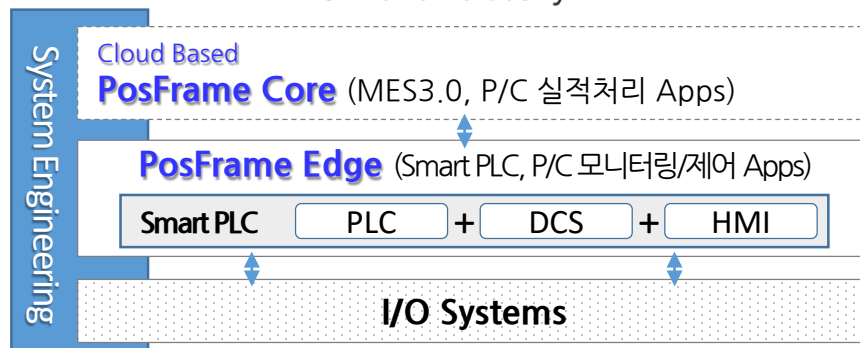 System Engineering
Cloud Based
PosFrame Core (MES3.0, P/C 실적처리 Apps)
PosFrame Edge (Smart PLC, P/C 모니터링/제어 Apps)
Smart PLC PLC + DCS + HMI
I/O Systems